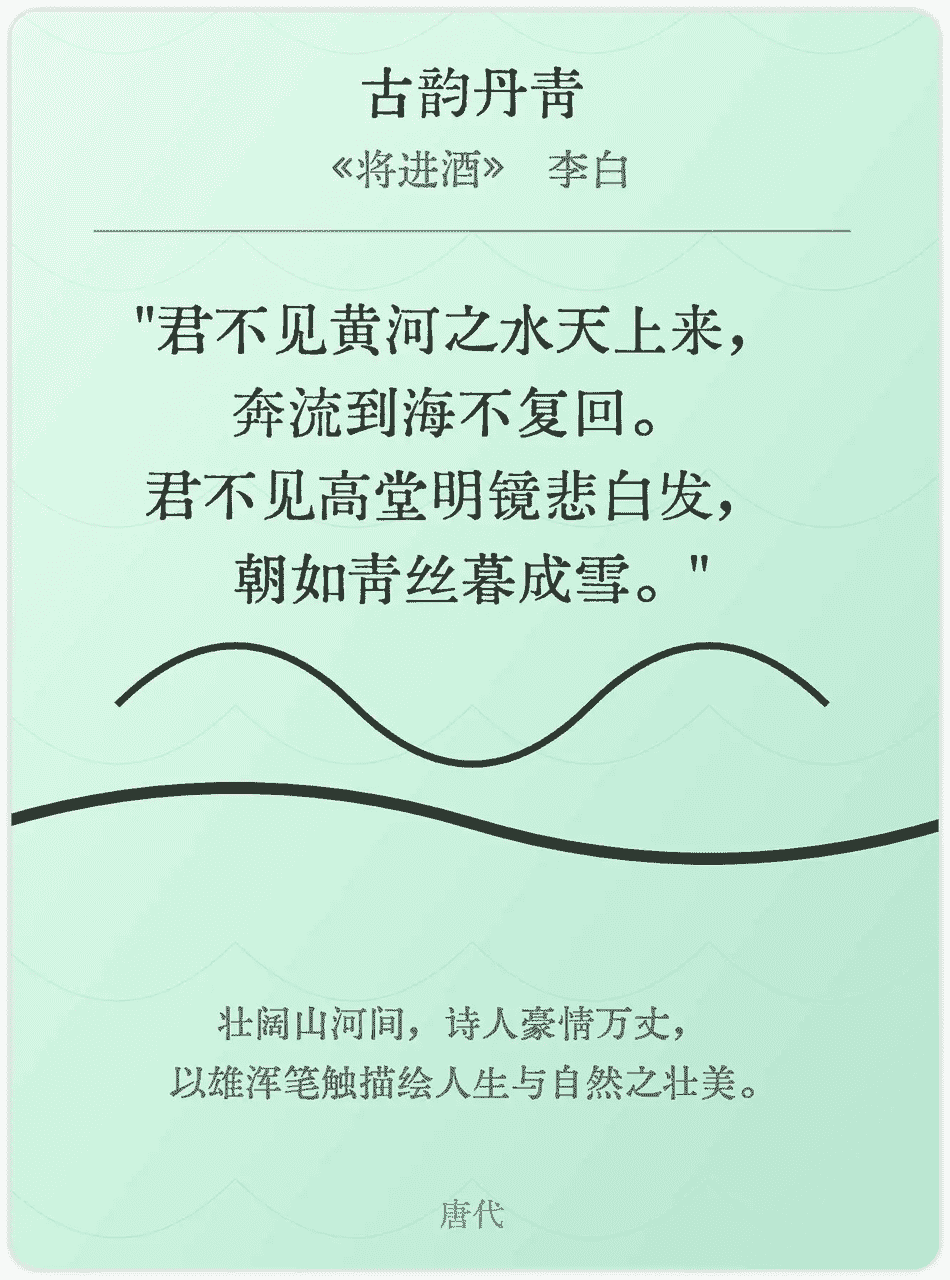 古韵丹青
《将进酒》 李白
"君不见黄河之水天上来，
奔流到海不复回。
君不见高堂明镜悲白发，
朝如青丝暮成雪。"
壮阔山河间，诗人豪情万丈，
以雄浑笔触描绘人生与自然之壮美。
唐代